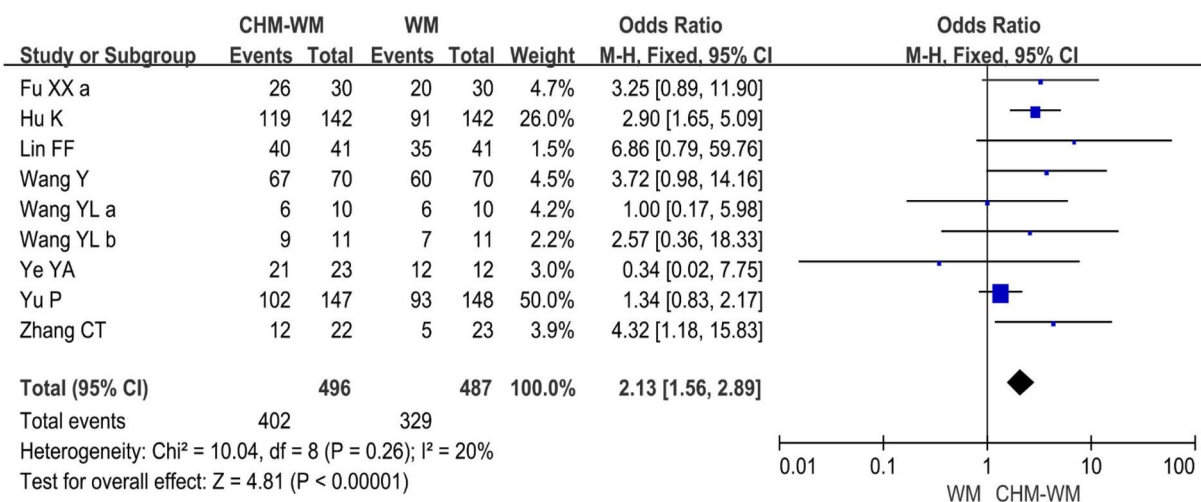 CHM-WM WM Odds Ratio Odds Ratio
Study or Subgroup Events Total Events Total Weight M-H, Fixed, 95% CI M-H, Fixed, 95% CI
Fu XX a 26 30 20 30 4.7% 3.25 [0.89, 11.90]
Hu K 119 142 91 142 26.0% 2.90 [1.65, 5.09]
Lin FF 40 41 35 41 1.5% 6.86 [0.79, 59.76]
Wang Y 67 70 60 70 4.5% 3.72 [0.98, 14.16]
Wang YL a 6 10 6 10 4.2% 1.00 [0.17, 5.98]
Wang YL b 9 11 7 11 2.2% 2.57 [0.36, 18.33]
Ye YA 21 23 12 12 3.0% 0.34 [0.02, 7.75]
Yu P 102 147 93 148 50.0% 1.34 [0.83, 2.17]
Zhang CT 12 22 5 23 3.9% 4.32 [1.18, 15.83]
Total (95% CI) 496 487 100.0% 2.13 [1.56, 2.89]
Total events 402 329
Heterogeneity: Chi² = 10.04, df = 8 (P = 0.26); I² = 20%
Test for overall effect: Z = 4.81 (P < 0.00001)
0.01 0.1 1 10 100
WM CHM-WM